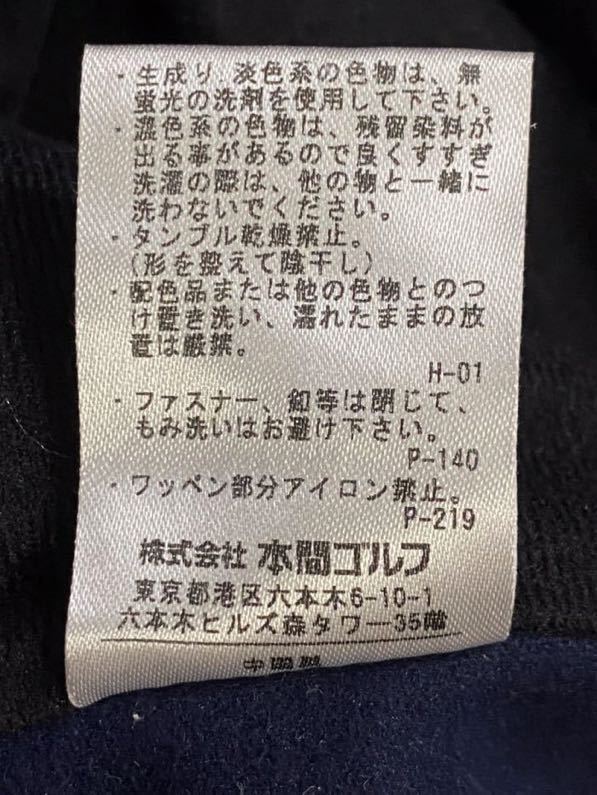 ・生成り、淡色系の色物は、無
蛍光の洗剤を使用して下さい。
・濃色系の色物は、残留染料が
出る事があるので良くすすぎ
洗濯の際は、他の物と一緒に
洗わないでください。
・タンブル乾燥禁止。
(形を整えて陰干し)
・配色品または他の色物とのつ
け置き洗い、濡れたままの放
置は厳禁。
H-01
・ファスナー、釦等は閉じて、
もみ洗いはお避け下さい。
P-140
・ワッペン部分アイロン禁止。
P-219
株式会社 本間ゴルフ
東京都港区六本木6-10-1
六本木ヒルズ森タワー35階
中国製